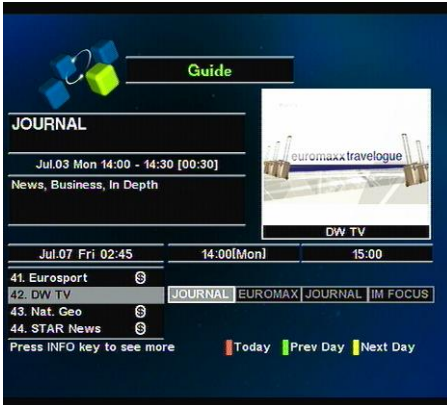 Guide
JOURNAL
Jul.03 Mon 14:00 - 14:30 [00:30]
News, Business, In Depth
euromaxx travelogue
DW TV
Jul.07 Fri 02:45
14:00[Mon]
15:00
41. Eurosport Ⓢ
42. DW TV
JOURNAL EUROMAX JOURNAL IM FOCUS
43. Nat. Geo Ⓢ
44. STAR News Ⓢ
Press INFO key to see more
Today Prev Day Next Day